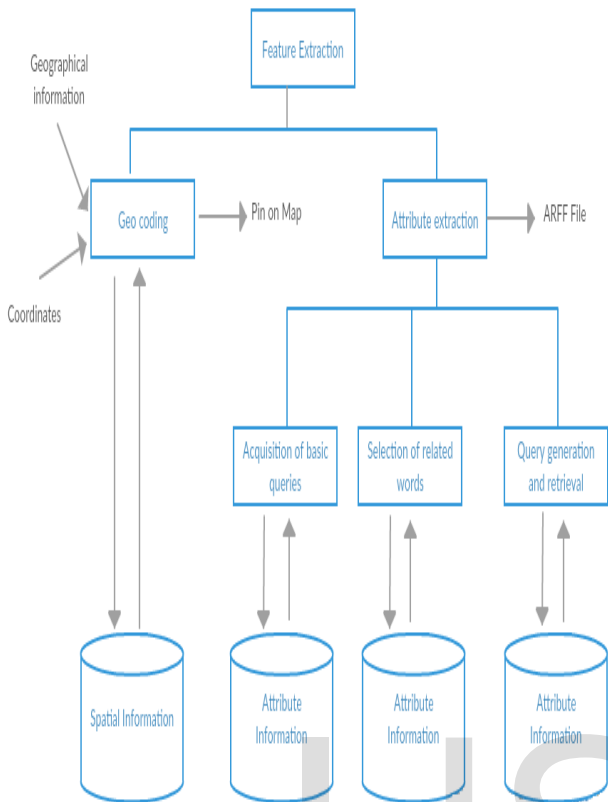 Feature Extraction
Geographical
information
Geo coding
Pin on Map
Attribute extraction
ARFF File
Coordinates
Acquisition of basic
queries
Selection of related
words
Query generation
and retrieval
Spatial Information
Attribute
Information
Attribute
Information
Attribute
Information